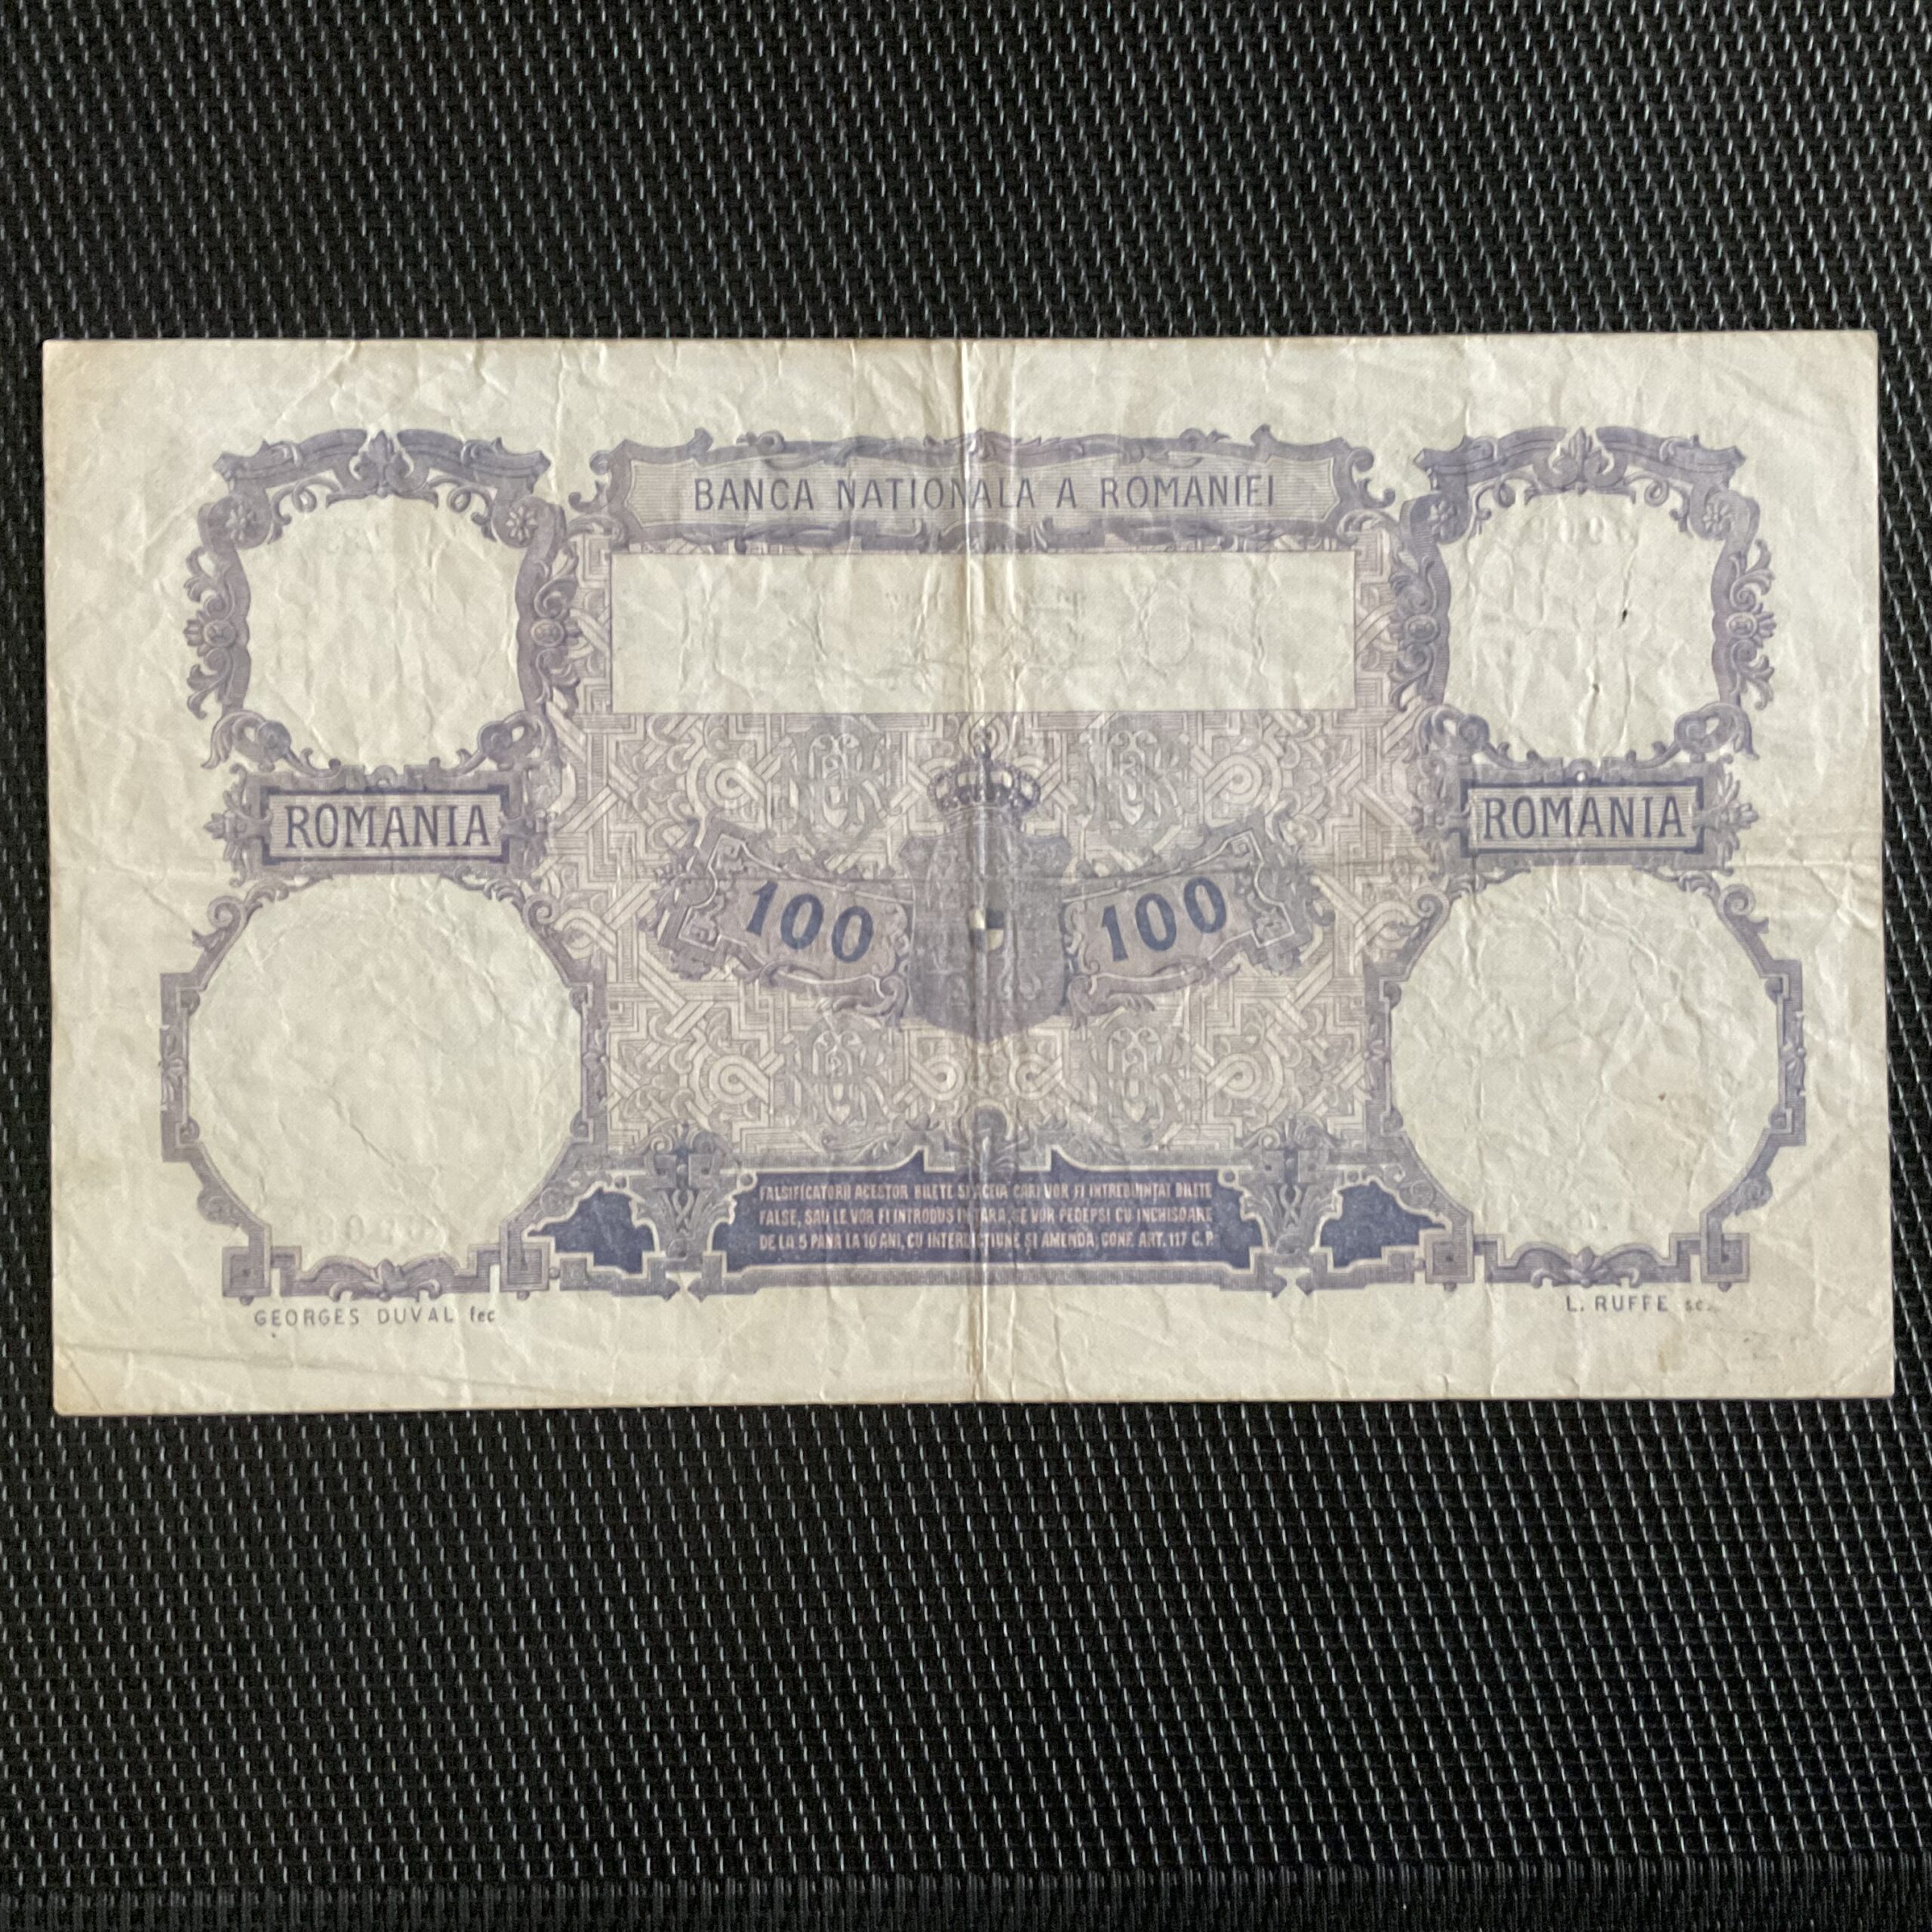 BANCA NATIONALA A ROMANIEI
ROMANIA
ROMANIA
100
100
FALSIFICATORII ACESTOR BILETE SI ACEIA CARI VOR FI INTREBUINTAT BILETE
FALSE, SAU LE VOR FI INTRODUS IN TARA, SE VOR PEDEPSI CU INCHISOARE
DE LA 5 PANA LA 10 ANI, CU INTERDICTIUNE ȘI AMENDA, CONF. ART. 117 C.P.
GEORGES DUVAL fec
L. RUFFE sc.